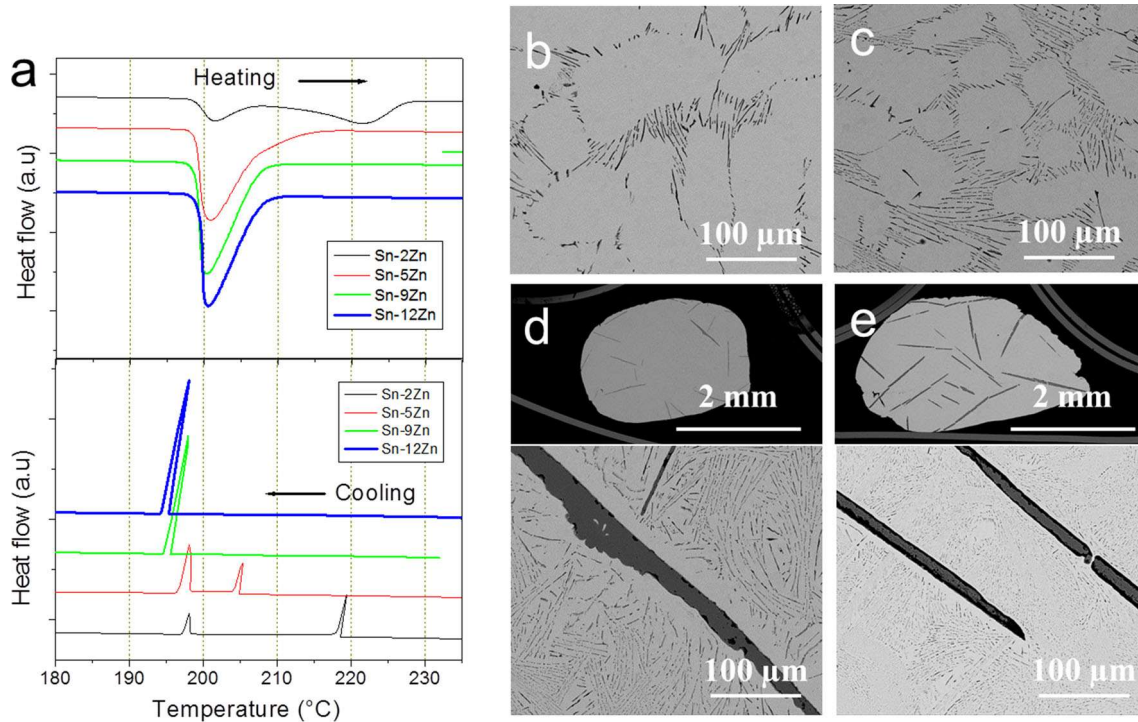 a
Heating
Heat flow (a.u)
Sn-2Zn
Sn-5Zn
Sn-9Zn
Sn-12Zn
Heat flow (a.u)
Sn-2Zn
Sn-5Zn
Sn-9Zn
Sn-12Zn
Cooling
180 190 200 210 220 230
Temperature (°C)
b
100 µm
c
100 µm
d
2 mm
e
2 mm
100 µm
100 µm